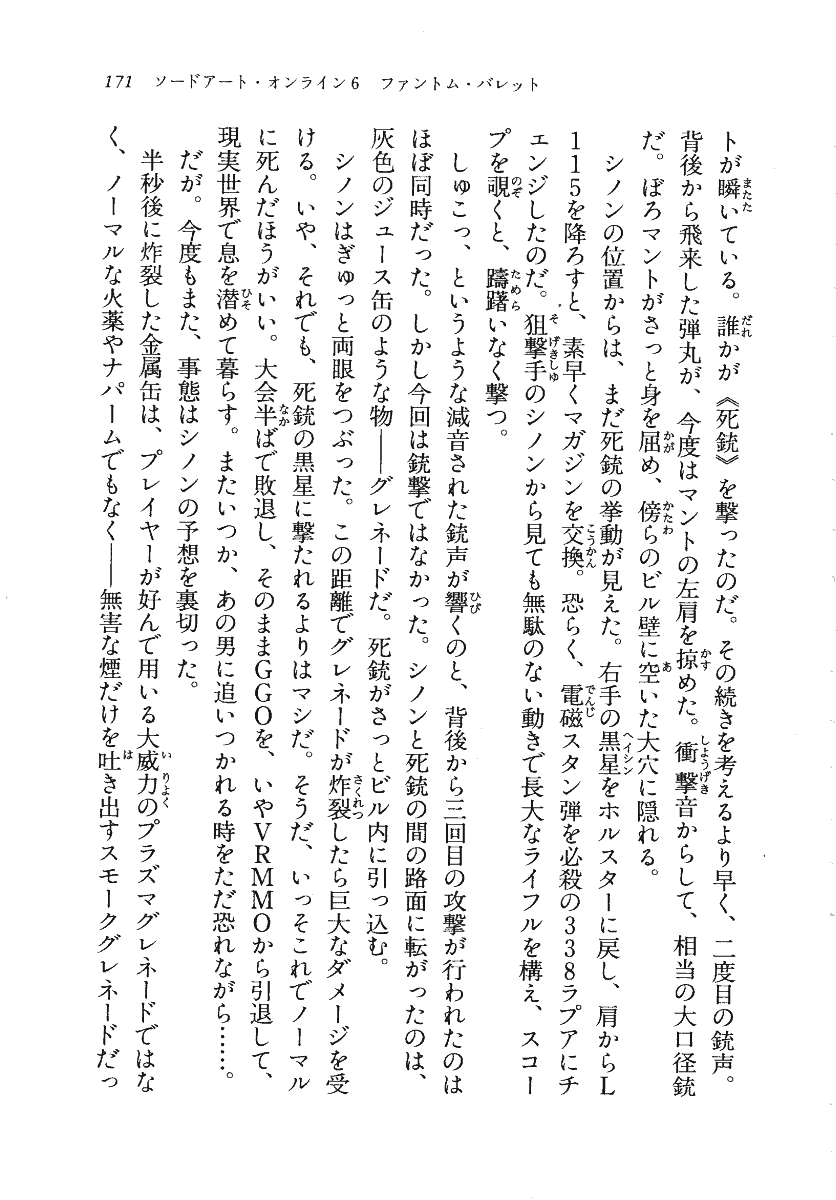 171　ソードアート・オンライン6　ファントム・バレット
トが瞬いている。誰かが《死銃》を撃ったのだ。その続きを考えるより早く、二度目の銃声。
背後から飛来した弾丸が、今度はマントの左肩を掠めた。衝撃音からして、相当の大口径銃
だ。ぼろマントがさっと身を屈め、傍らのビル壁に空いた大穴に隠れる。
シノンの位置からは、まだ死銃の挙動が見えた。右手の黒星をホルスターに戻し、肩からL
115を降ろすと、素早くマガジンを交換。恐らく、電磁スタン弾を必殺の338ラプアにチ
ェンジしたのだ。狙撃手のシノンから見ても無駄のない動きで長大なライフルを構え、スコー
プを覗くと、躊躇いなく撃つ。
しゅこっ、というような減音された銃声が響くのと、背後から三回目の攻撃が行われたのは
ほぼ同時だった。しかし今回は銃撃ではなかった。シノンと死銃の間の路面に転がったのは、
灰色のジュース缶のような物――グレネードだ。死銃がさっとビル内に引っ込む。
シノンはぎゅっと両眼をつぶった。この距離でグレネードが炸裂したら巨大なダメージを受
ける。いや、それでも、死銃の黒星に撃たれるよりはマシだ。そうだ、いっそこれでノーマル
に死んだほうがいい。大会半ばで敗退し、そのままGGOを、いやVRMMOから引退して、
現実世界で息を潜めて暮らす。またいつか、あの男に追いつかれる時をただ恐れながら……。
だが。今度もまた、事態はシノンの予想を裏切った。
半秒後に炸裂した金属缶は、プレイヤーが好んで用いる大威力のプラズマグレネードではな
く、ノーマルな火薬やナパームでもなく――無害な煙だけを吐き出すスモークグレネードだっ